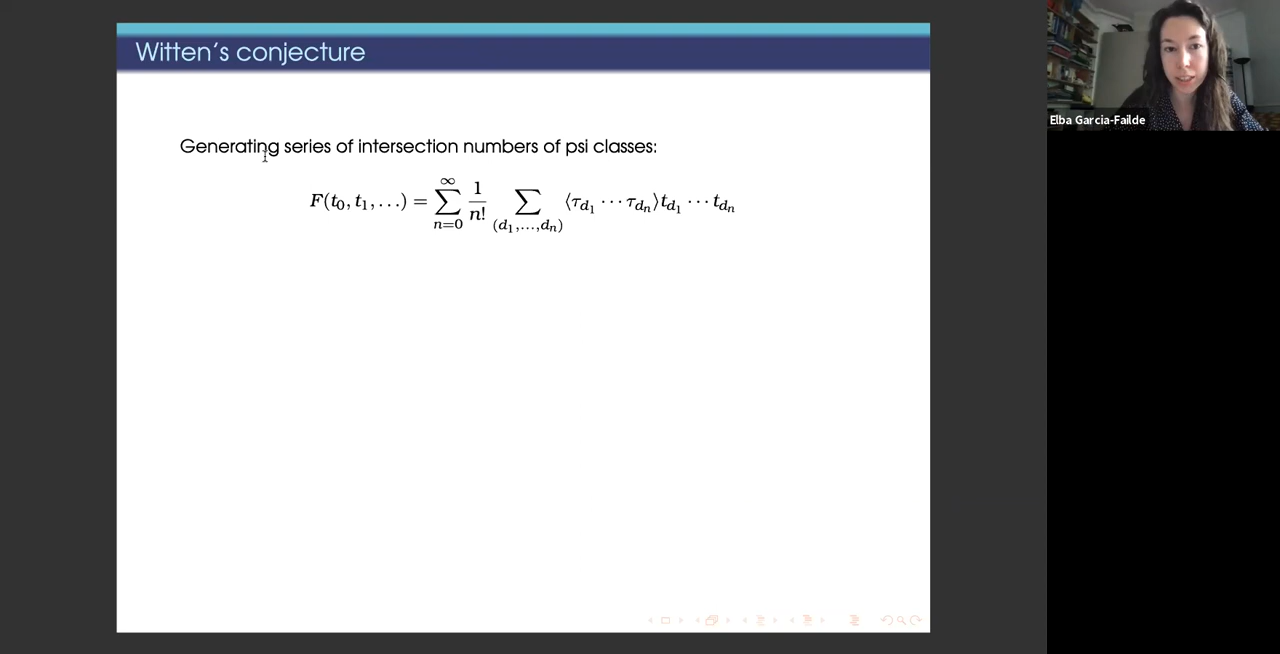 Witten's conjecture
Generating series of intersection numbers of psi classes:
F(t₀, t₁, …) = ∑_{n=0}^{∞} 1/n! ∑_{(d₁,…,dₙ)} ⟨τ_{d₁} ⋯ τ_{dₙ}⟩ t_{d₁} ⋯ t_{dₙ}
Elba Garcia-Failde